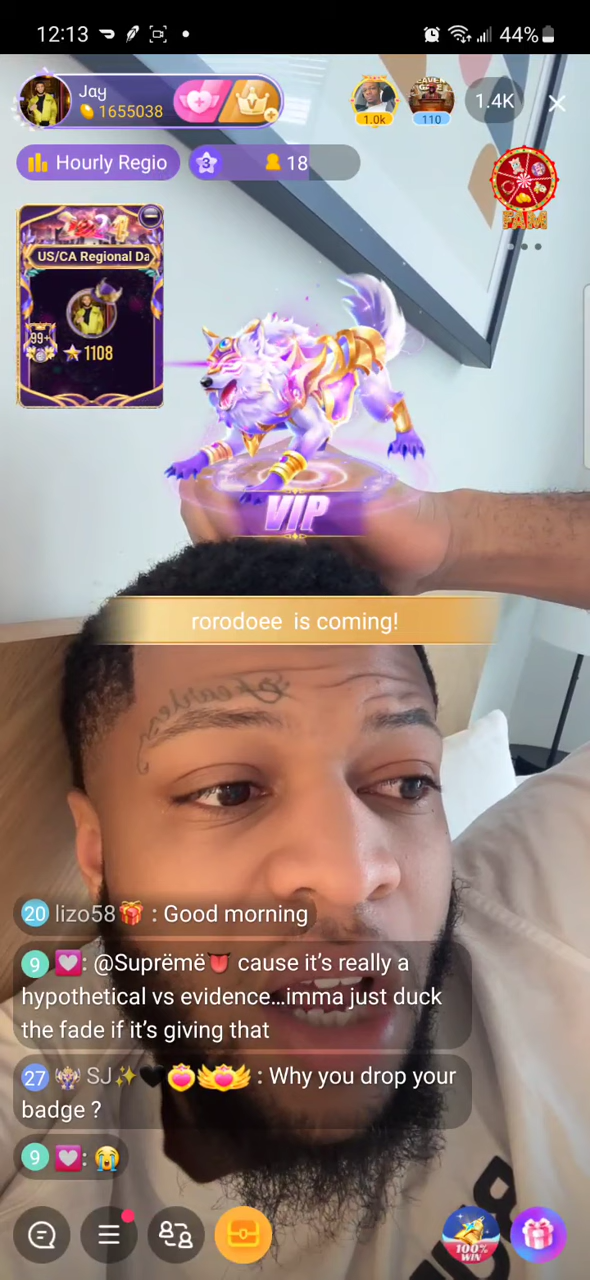 12:13
44%
Jay
1655038
1.0k
110
1.4K
Hourly Regio
3
18
FAM
US/CA Regional Da
99+
1108
VIP
rorodoee is coming!
Fearless
20 lizo58 : Good morning
9 : @Suprëmë👅 cause it’s really a
hypothetical vs evidence…imma just duck
the fade if it’s giving that
27 SJ✨🖤 : Why you drop your
badge ?
9 : 😭
100%
WIN